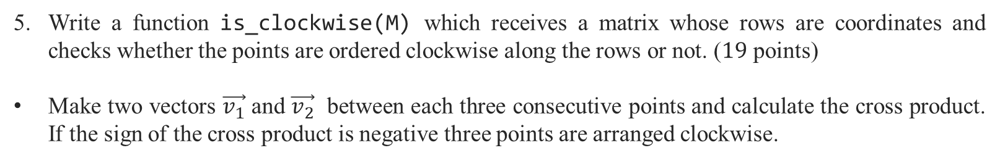 5. Write a function is_clockwise(M) which receives a matrix whose rows are coordinates and
checks whether the points are ordered clockwise along the rows or not. (19 points)
• Make two vectors $\overrightarrow{v_1}$ and $\overrightarrow{v_2}$ between each three consecutive points and calculate the cross product.
If the sign of the cross product is negative three points are arranged clockwise.